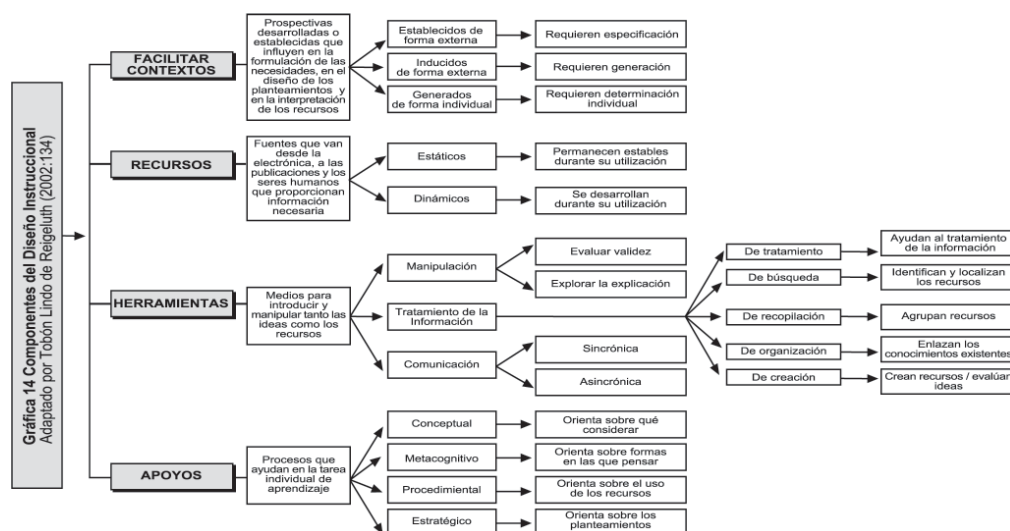 Gráfica 14 Componentes del Diseño Instruccional
Adaptado por Tobón Lindo de Reigeluth (2002:134)
FACILITAR
CONTEXTOS
Prospectivas
desarrolladas o
establecidas que
influyen en la
formulación de las
necesidades, en el
diseño de los
planteamientos y
en la interpretación
de los recursos
Establecidos de
forma externa
Requieren especificación
Inducidos
de forma externa
Requieren generación
Generados
de forma individual
Requieren determinación
individual
RECURSOS
Fuentes que van
desde la
electrónica, a las
publicaciones y los
seres humanos
que proporcionan
información
necesaria
Estáticos
Permanecen estables
durante su utilización
Dinámicos
Se desarrollan
durante su utilización
HERRAMIENTAS
Medios para
introducir y
manipular tanto las
ideas como los
recursos
Manipulación
Evaluar validez
Explorar la explicación
Tratamiento de la
Información
De tratamiento
Ayudan al tratamiento
de la información
De búsqueda
Identifican y localizan
los recursos
De recopilación
Agrupan recursos
De organización
Enlazan los
conocimientos existentes
De creación
Crean recursos / evalúan
ideas
Comunicación
Sincrónica
Asincrónica
APOYOS
Procesos que
ayudan en la tarea
individual de
aprendizaje
Conceptual
Orienta sobre qué
considerar
Metacognitivo
Orienta sobre formas
en las que pensar
Procedimiental
Orienta sobre el uso
de los recursos
Estratégico
Orienta sobre los
planteamientos